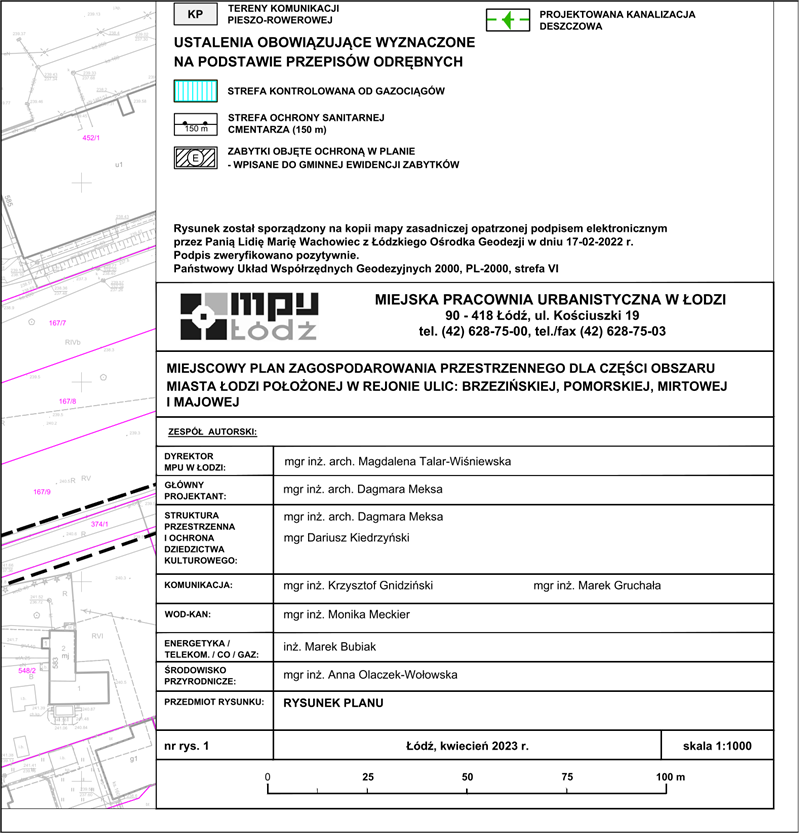 KP
TERENY KOMUNIKACJI
PIESZO-ROWEROWEJ
PROJEKTOWANA KANALIZACJA
DESZCZOWA
USTALENIA OBOWIĄZUJĄCE WYZNACZONE
NA PODSTAWIE PRZEPISÓW ODRĘBNYCH
STREFA KONTROLOWANA OD GAZOCIĄGÓW
150 m
STREFA OCHRONY SANITARNEJ
CMENTARZA (150 m)
E
ZABYTKI OBJĘTE OCHRONĄ W PLANIE
- WPISANE DO GMINNEJ EWIDENCJI ZABYTKÓW
Rysunek został sporządzony na kopii mapy zasadniczej opatrzonej podpisem elektronicznym
przez Panią Lidię Marię Wachowiec z Łódzkiego Ośrodka Geodezji w dniu 17-02-2022 r.
Podpis zweryfikowano pozytywnie.
Państwowy Układ Współrzędnych Geodezyjnych 2000, PL-2000, strefa VI
mpu
Łódź
MIEJSKA PRACOWNIA URBANISTYCZNA W ŁODZI
90 - 418 Łódź, ul. Kościuszki 19
tel. (42) 628-75-00, tel./fax (42) 628-75-03
MIEJSCOWY PLAN ZAGOSPODAROWANIA PRZESTRZENNEGO DLA CZĘŚCI OBSZARU
MIASTA ŁODZI POŁOŻONEJ W REJONIE ULIC: BRZEZIŃSKIEJ, POMORSKIEJ, MIRTOWEJ
I MAJOWEJ
ZESPÓŁ AUTORSKI:
DYREKTOR
MPU W ŁODZI:
mgr inż. arch. Magdalena Talar-Wiśniewska
GŁÓWNY
PROJEKTANT:
mgr inż. arch. Dagmara Meksa
STRUKTURA
PRZESTRZENNA
I OCHRONA
DZIEDZICTWA
KULTUROWEGO:
mgr inż. arch. Dagmara Meksa
mgr Dariusz Kiedrzyński
KOMUNIKACJA:
mgr inż. Krzysztof Gnidziński
mgr inż. Marek Gruchała
WOD-KAN:
mgr inż. Monika Meckier
ENERGETYKA /
TELEKOM. / CO / GAZ:
inż. Marek Bubiak
ŚRODOWISKO
PRZYRODNICZE:
mgr inż. Anna Olaczek-Wołowska
PRZEDMIOT RYSUNKU:
RYSUNEK PLANU
nr rys. 1
Łódź, kwiecień 2023 r.
skala 1:1000
0 25 50 75 100 m
452/1
u1
585
167/7
RIVb
167/8
R RV
167/9
374/1
R
R
RVI
2
mj
583
548/2
B
1
g1